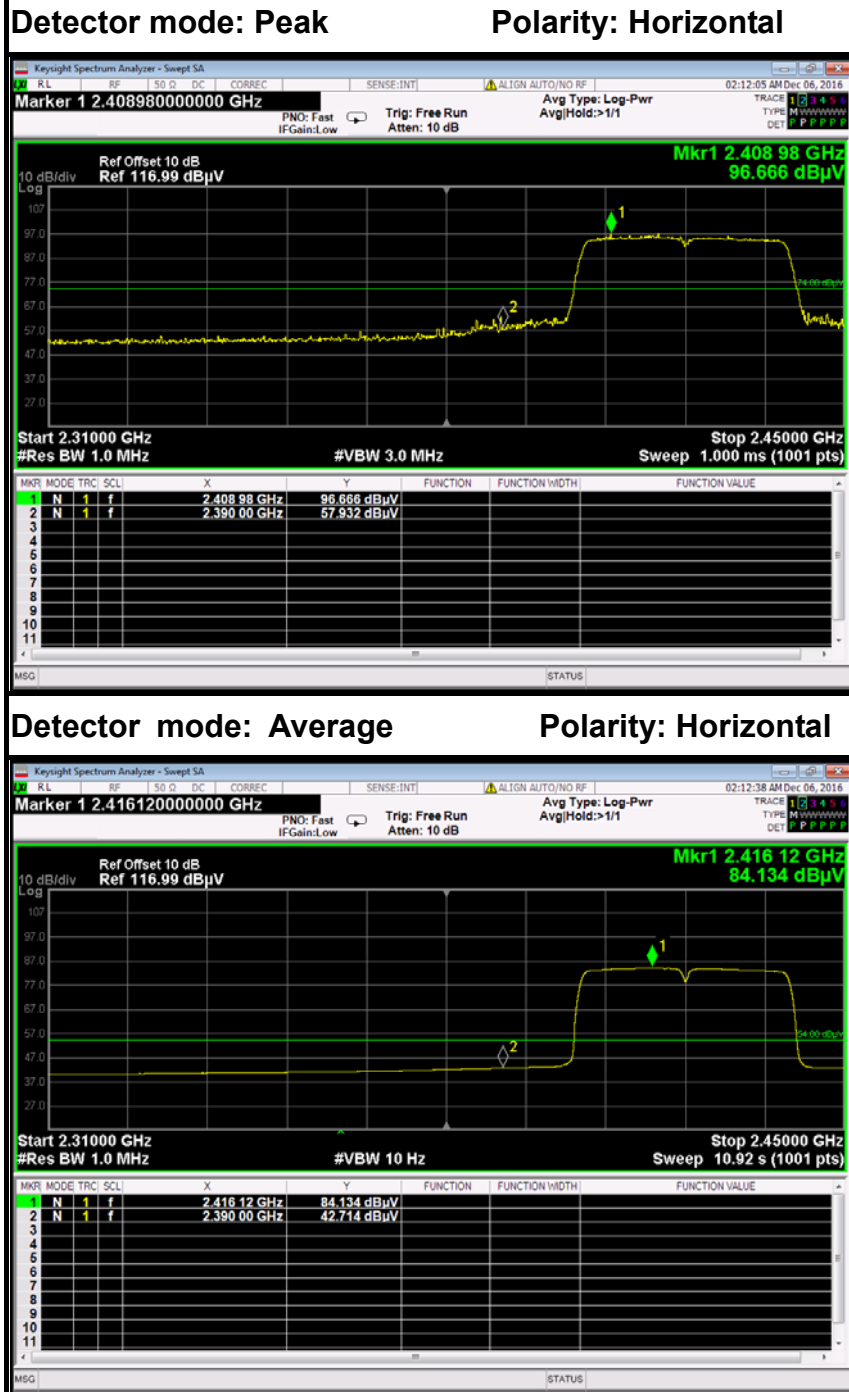 Detector mode: Peak Polarity: Horizontal
Keysight Spectrum Analyzer - Swept SA
RL RF 50 Ω DC CORREC SENSE:INT ALIGN AUTO/NO RF 02:12:05 AM Dec 06, 2016
Marker 1 2.408980000000 GHz
PNO: Fast
IFGain:Low
Trig: Free Run
Atten: 10 dB
Avg Type: Log-Pwr
Avg|Hold:>1/1
TRACE 1 2 3 4 5 6
TYPE M WWWWW
DET P P P P P P
Mkr1 2.408 98 GHz
96.666 dBµV
Ref Offset 10 dB
10 dB/div Ref 116.99 dBµV
Log
107
97.0
87.0
77.0
67.0
57.0
47.0
37.0
27.0
1
2
74.00 dBµV
Start 2.31000 GHz Stop 2.45000 GHz
#Res BW 1.0 MHz #VBW 3.0 MHz Sweep 1.000 ms (1001 pts)
MKR MODE TRC SCL X Y FUNCTION FUNCTION WIDTH FUNCTION VALUE
1 N 1 f 2.408 98 GHz 96.666 dBµV
2 N 1 f 2.390 00 GHz 57.932 dBµV
3
4
5
6
7
8
9
10
11
MSG STATUS
Detector mode: Average Polarity: Horizontal
Keysight Spectrum Analyzer - Swept SA
RL RF 50 Ω DC CORREC SENSE:INT ALIGN AUTO/NO RF 02:12:38 AM Dec 06, 2016
Marker 1 2.416120000000 GHz
PNO: Fast
IFGain:Low
Trig: Free Run
Atten: 10 dB
Avg Type: Log-Pwr
Avg|Hold:>1/1
TRACE 1 2 3 4 5 6
TYPE M WWWWW
DET P P P P P P
Mkr1 2.416 12 GHz
84.134 dBµV
Ref Offset 10 dB
10 dB/div Ref 116.99 dBµV
Log
107
97.0
87.0
77.0
67.0
57.0
47.0
37.0
27.0
1
2
54.00 dBµV
Start 2.31000 GHz Stop 2.45000 GHz
#Res BW 1.0 MHz #VBW 10 Hz Sweep 10.92 s (1001 pts)
MKR MODE TRC SCL X Y FUNCTION FUNCTION WIDTH FUNCTION VALUE
1 N 1 f 2.416 12 GHz 84.134 dBµV
2 N 1 f 2.390 00 GHz 42.714 dBµV
3
4
5
6
7
8
9
10
11
MSG STATUS